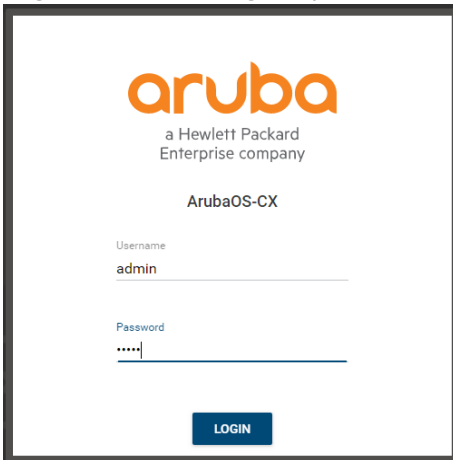 aruba
a Hewlett Packard
Enterprise company
ArubaOS-CX
Username
admin
Password
•••••
LOGIN